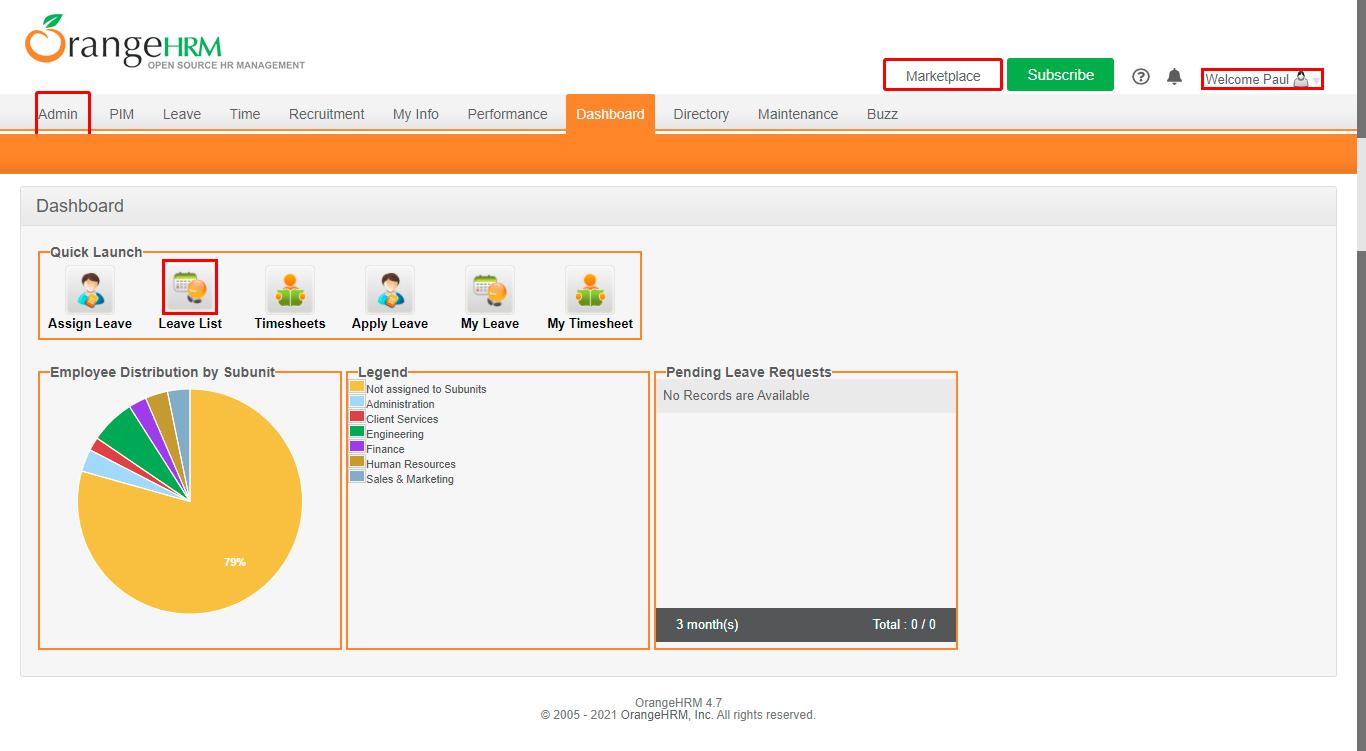 OrangeHRM
OPEN SOURCE HR MANAGEMENT
Marketplace
Subscribe
Welcome Paul
Admin PIM Leave Time Recruitment My Info Performance Dashboard Directory Maintenance Buzz
Dashboard
Quick Launch
Assign Leave Leave List Timesheets Apply Leave My Leave My Timesheet
Employee Distribution by Subunit
79%
Legend
Not assigned to Subunits
Administration
Client Services
Engineering
Finance
Human Resources
Sales & Marketing
Pending Leave Requests
No Records are Available
3 month(s) Total : 0 / 0
OrangeHRM 4.7
© 2005 - 2021 OrangeHRM, Inc. All rights reserved.